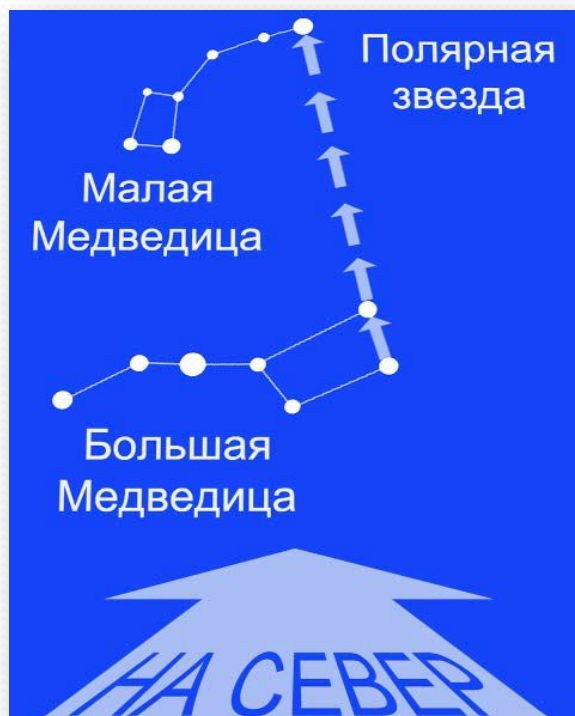 Полярная
звезда
Малая
Медведица
Большая
Медведица
НА СЕВЕР